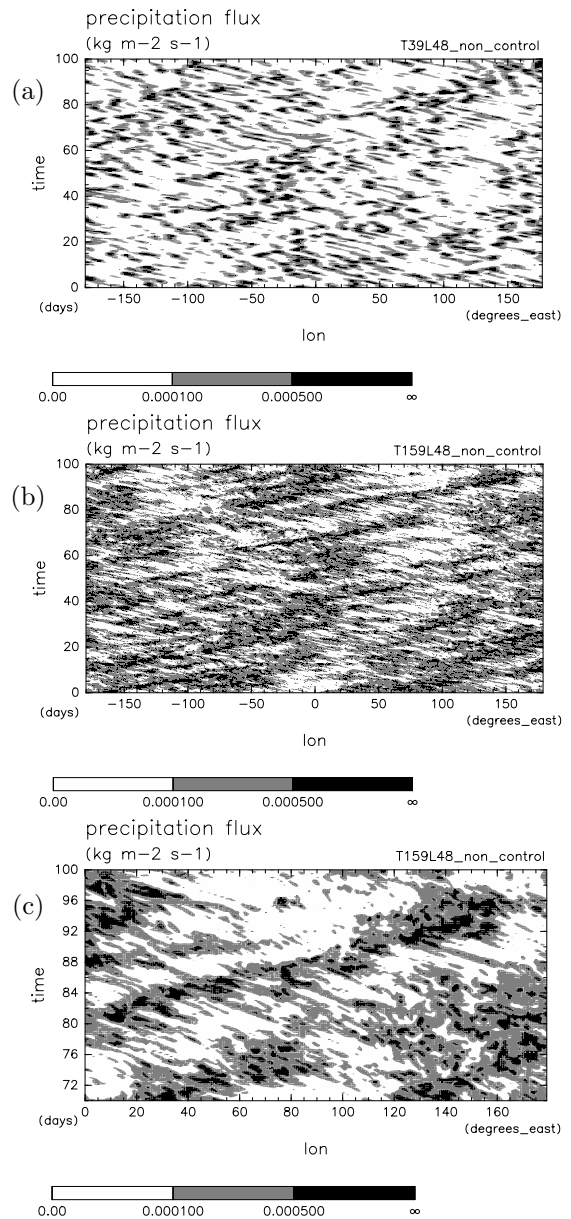 precipitation flux
(kg m-2 s-1) T39L48_non_control
(a)
100
80
60
40
20
0
time
(days)
-150 -100 -50 0 50 100 150
(degrees_east)
lon
0.00 0.000100 0.000500 ∞
precipitation flux
(kg m-2 s-1) T159L48_non_control
(b)
100
80
60
40
20
0
time
(days)
-150 -100 -50 0 50 100 150
(degrees_east)
lon
0.00 0.000100 0.000500 ∞
precipitation flux
(kg m-2 s-1) T159L48_non_control
(c)
100
96
92
88
84
80
76
72
time
(days)
0 20 40 60 80 100 120 140 160
(degrees_east)
lon
0.00 0.000100 0.000500 ∞